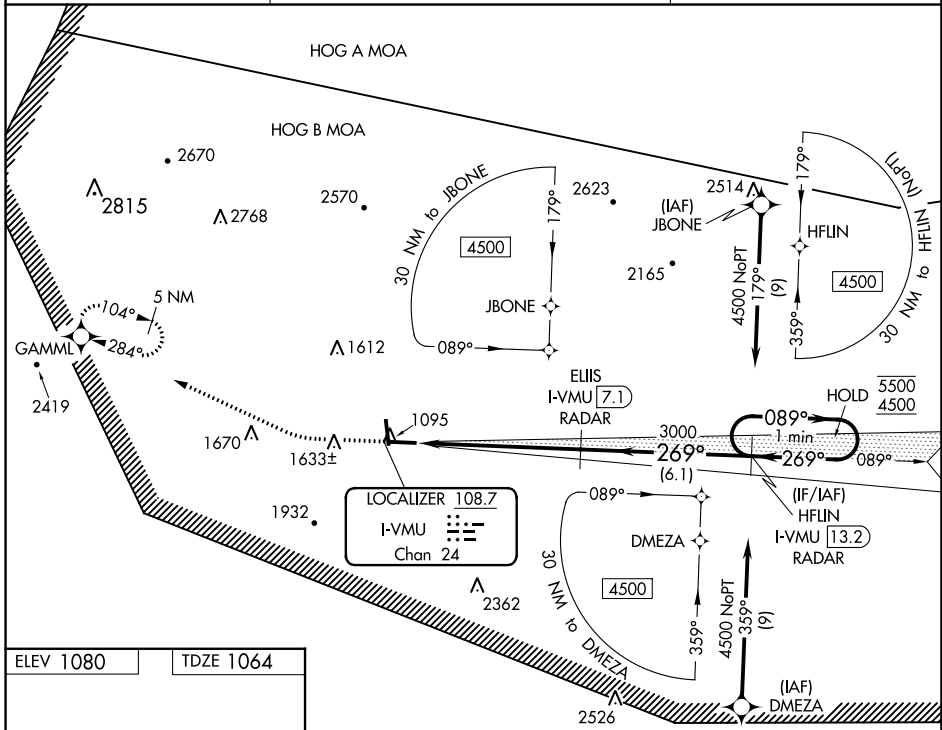 HOG A MOA
HOG B MOA
2670
2815
2768
2570
30 NM to JBONE
4500
179°
JBONE
089°
2623
2514
(IAF)
JBONE
2165
4500 NoPT
179°
(9)
179°
HFLIN
359°
4500
30 NM to HFLIN (NoPT)
104°
5 NM
284°
GAMML
2419
1612
ELIIS
I-VMU 7.1
RADAR
HOLD
5500
4500
089°
1 min
269°
089°
1095
3000
269°
(6.1)
1670
1633±
1932
LOCALIZER 108.7
I-VMU
Chan 24
(IF/IAF)
HFLIN
I-VMU 13.2
RADAR
089°
DMEZA
4500
359°
30 NM to DMEZA
4500 NoPT
359°
(9)
2362
2526
(IAF)
DMEZA
ELEV 1080
TDZE 1064